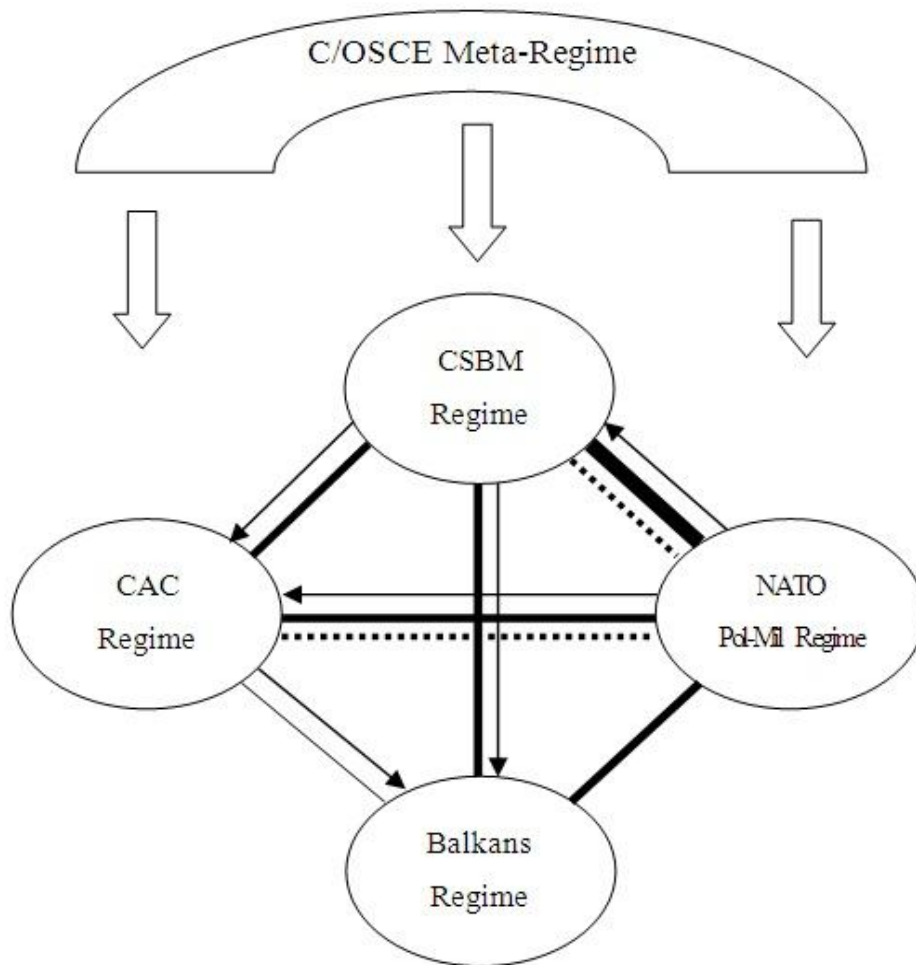 C/OSCE Meta-Regime
CSBM
Regime
CAC
Regime
NATO
Pol-Mil Regime
Balkans
Regime